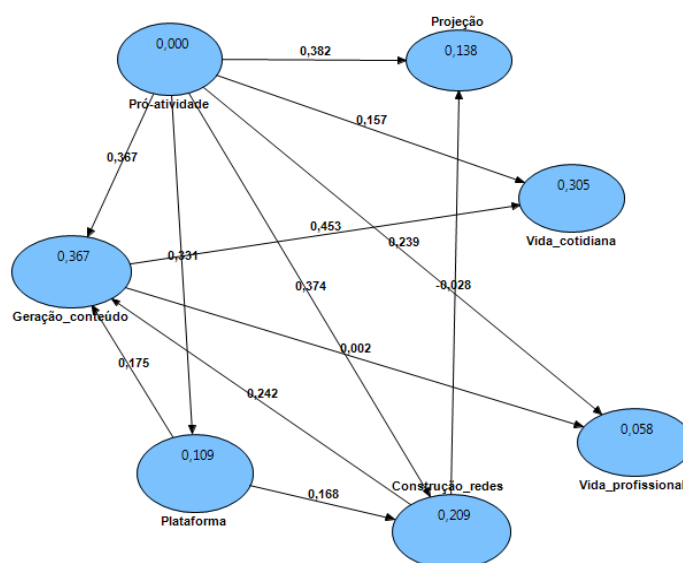 Projeção
0,000
0,382
0,138
Pró-atividade
0,157
0,367
0,305
0,453
Vida_cotidiana
0,331
0,239
0,367
0,374
-0,028
Geração_conteúdo
0,002
0,175
0,242
0,058
0,109
Construção_redes
Vida_profissional
0,168
Plataforma
0,209